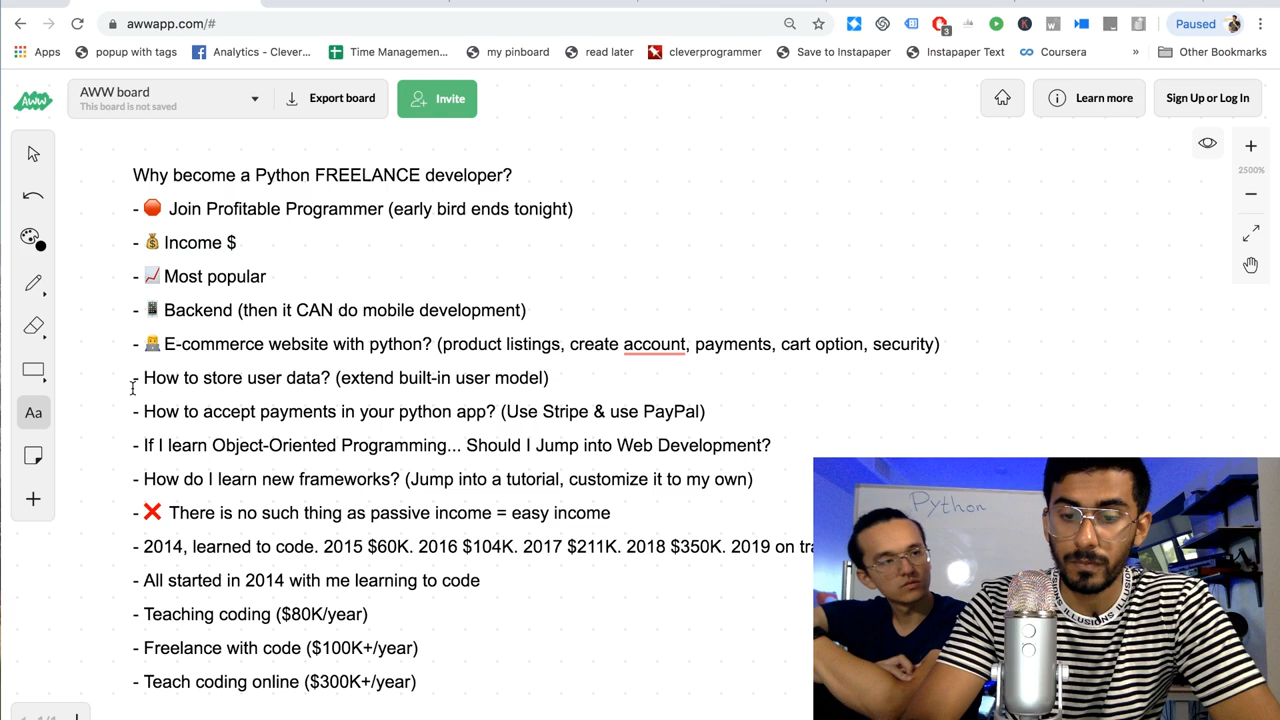 awwapp.com/#
3
Paused
Apps
popup with tags
Analytics - Clever...
Time Managemen...
my pinboard
read later
cleverprogrammer
Save to Instapaper
Instapaper Text
Coursera
»
Other Bookmarks
AWW
AWW board
This board is not saved
Export board
Invite
Learn more
Sign Up or Log In
2500%
Aa
Why become a Python FREELANCE developer?
- 🛑 Join Profitable Programmer (early bird ends tonight)
- 💰 Income $
- 📈 Most popular
- 📱 Backend (then it CAN do mobile development)
- 👨‍💻 E-commerce website with python? (product listings, create account, payments, cart option, security)
- How to store user data? (extend built-in user model)
- How to accept payments in your python app? (Use Stripe & use PayPal)
- If I learn Object-Oriented Programming... Should I Jump into Web Development?
- How do I learn new frameworks? (Jump into a tutorial, customize it to my own)
- ❌ There is no such thing as passive income = easy income
- 2014, learned to code. 2015 $60K. 2016 $104K. 2017 $211K. 2018 $350K. 2019 on
- All started in 2014 with me learning to code
- Teaching coding ($80K/year)
- Freelance with code ($100K+/year)
- Teach coding online ($300K+/year)
Python
ILLUSIONS